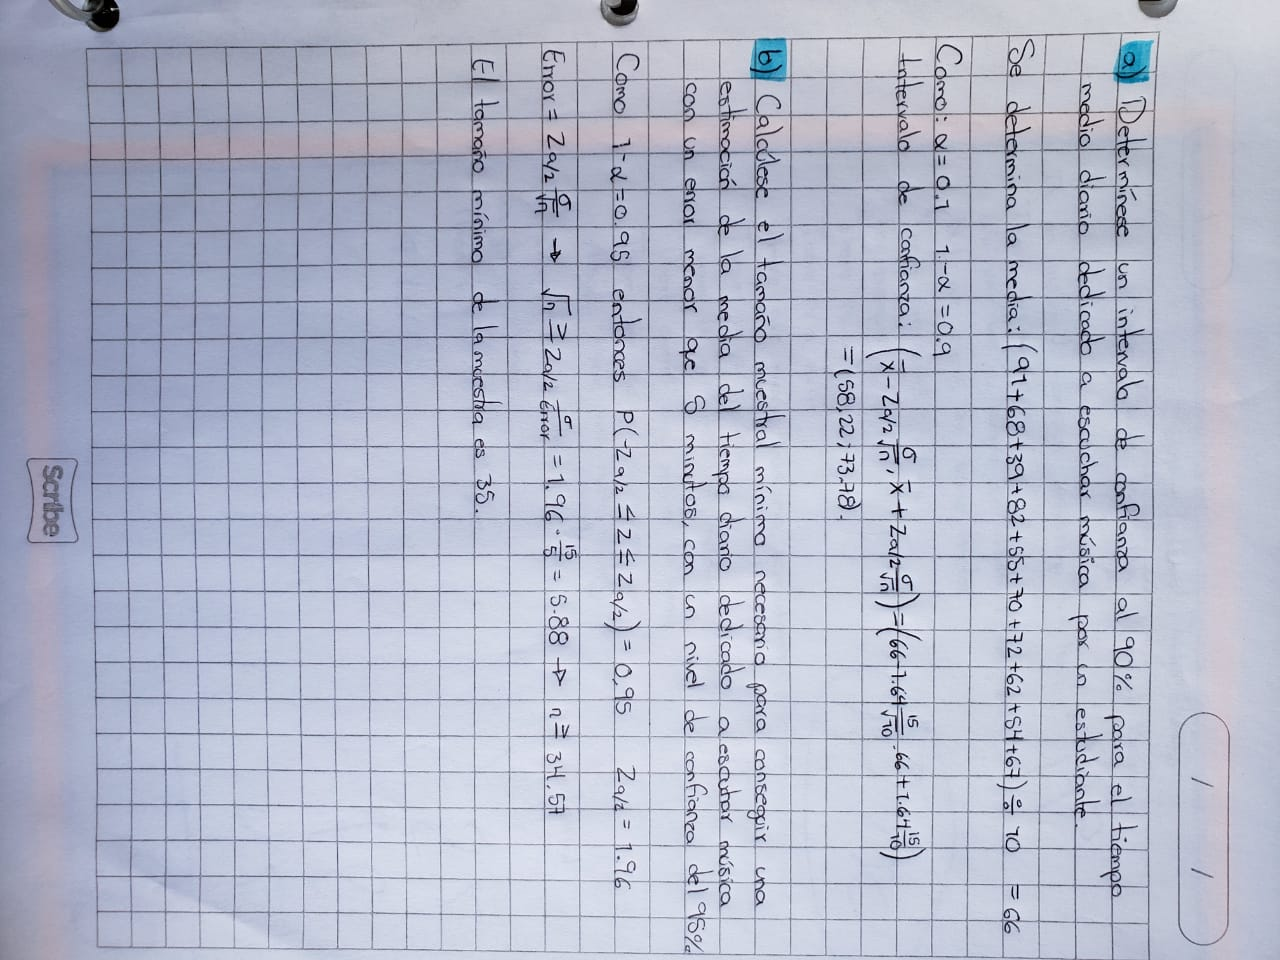 a) Determínese un intervalo de confianza al 90% para el tiempo
medio diario dedicado a escuchar música por un estudiante.
Se determina la media: (91+68+39+82+55+70+72+62+54+67) ÷ 10 = 66
Como: α=0.1 1-α=0.9
Intervalo de confianza: (x̄ - Zα/2 σ/√n, x̄ + Zα/2 σ/√n) = (66-1.64 15/√10 . 66+1.64 15/√10)
= (58,22 ; 73,78).
b) Calcúlese el tamaño muestral mínimo necesario para conseguir una
estimación de la media del tiempo diario dedicado a escuchar música
con un error menor que 5 minutos, con un nivel de confianza del 95%
Como 1-α=0.95 entonces P(-Zα/2 ≤ Z ≤ Zα/2) = 0,95 Zα/2 = 1.96
Error = Zα/2 σ/√n → √n ≥ Zα/2 σ/Error = 1.96 · 15/5 = 5.88 → n ≥ 34.57
El tamaño mínimo de la muestra es 35.
Scribe